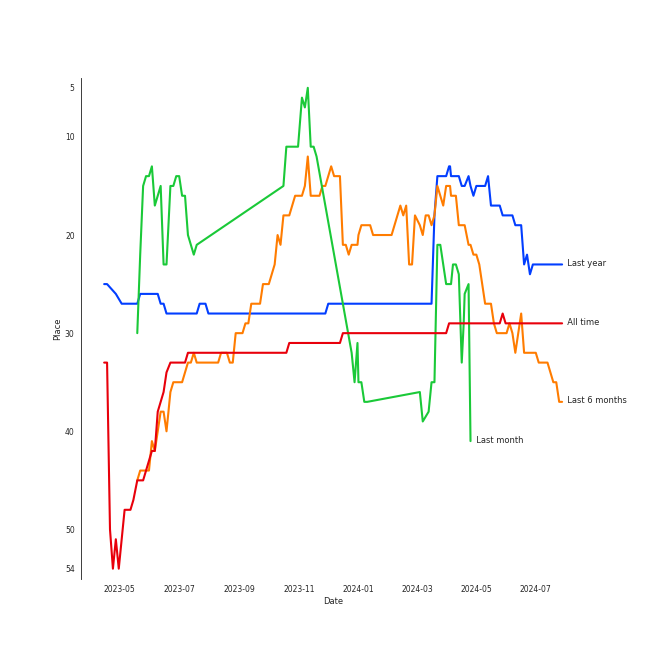 5
10
20
30
40
50
54
Place
2023-05
2023-07
2023-09
2023-11
2024-01
2024-03
2024-05
2024-07
Date
Last year
All time
Last 6 months
Last month